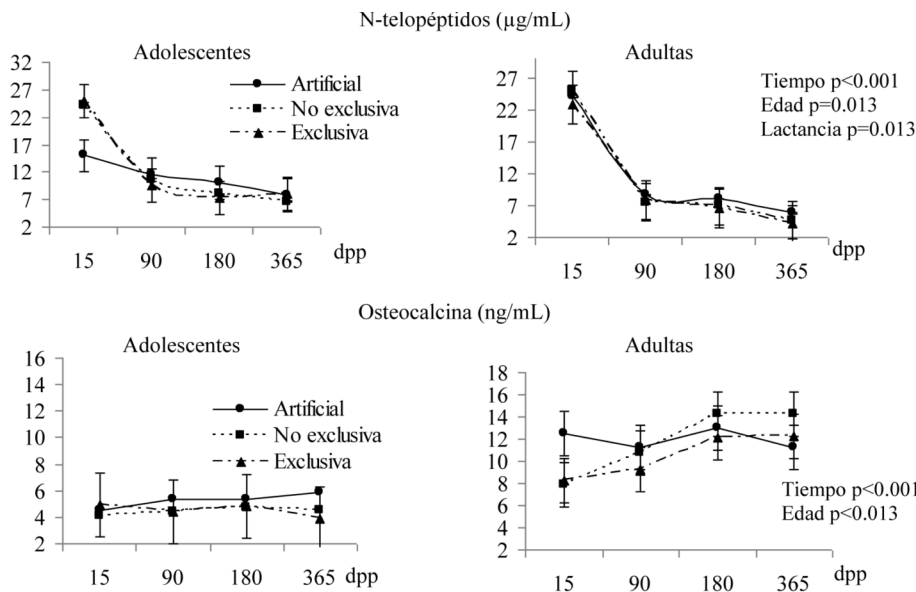 N-telopéptidos (µg/mL)
Adolescentes
32
27
22
17
12
7
2
Artificial
No exclusiva
Exclusiva
15 90 180 365 dpp
Adultas
27
22
17
12
7
2
Tiempo p<0.001
Edad p=0.013
Lactancia p=0.013
15 90 180 365 dpp
Osteocalcina (ng/mL)
Adolescentes
16
14
12
10
8
6
4
2
Artificial
No exclusiva
Exclusiva
15 90 180 365 dpp
Adultas
18
16
14
12
10
8
6
4
2
Tiempo p<0.001
Edad p<0.013
15 90 180 365 dpp